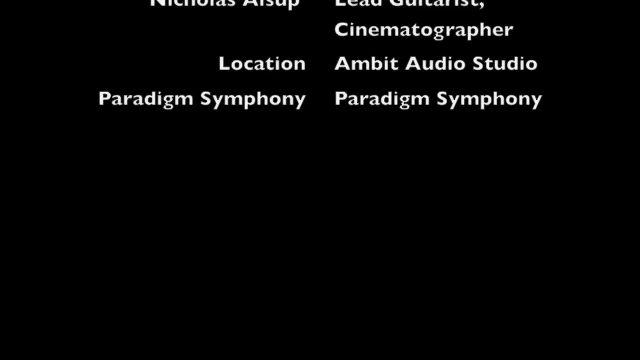 Nicholas Alsup Lead Guitarist,
Cinematographer
Location Ambit Audio Studio
Paradigm Symphony Paradigm Symphony